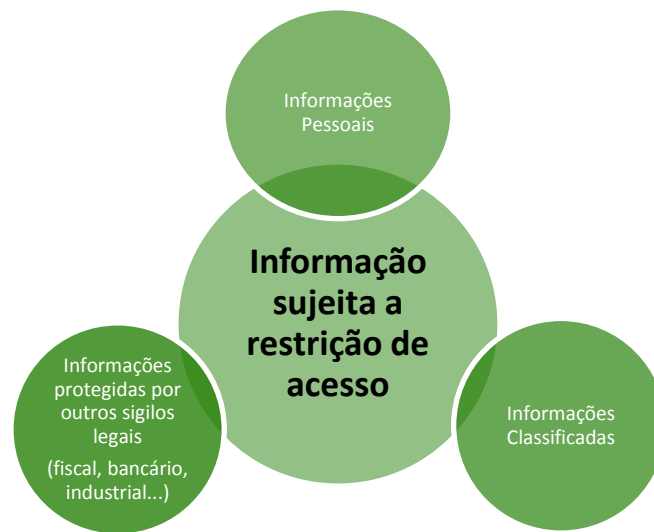 Informações
Pessoais
Informação
sujeita a
restrição de
acesso
Informações
protegidas por
outros sigilos
legais
(fiscal, bancário,
industrial...)
Informações
Classificadas